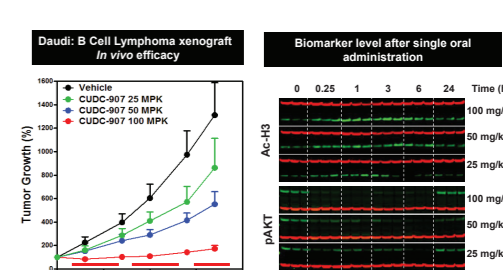 Daudi: B Cell Lymphoma xenograft
In vivo efficacy
1600
1400
1200
1000
800
600
400
200
0
Tumor Growth (%)
Vehicle
CUDC-907 25 MPK
CUDC-907 50 MPK
CUDC-907 100 MPK
Biomarker level after single oral
administration
0 0.25 1 3 6 24 Time (
Ac-H3
100 mg/
50 mg/k
25 mg/k
pAKT
100 mg/
50 mg/k
25 mg/k